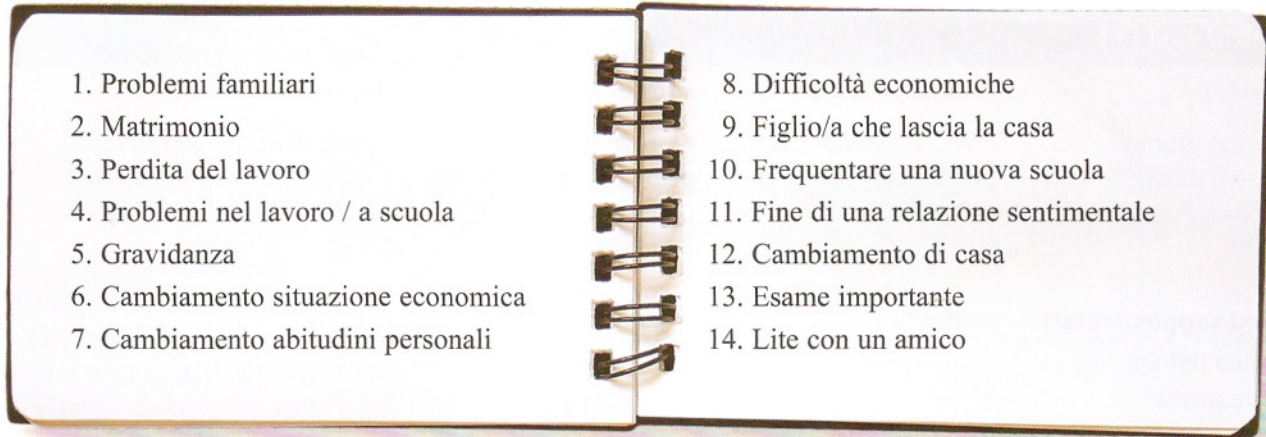 1. Problemi familiari
2. Matrimonio
3. Perdita del lavoro
4. Problemi nel lavoro / a scuola
5. Gravidanza
6. Cambiamento situazione economica
7. Cambiamento abitudini personali
8. Difficoltà economiche
9. Figlio/a che lascia la casa
10. Frequentare una nuova scuola
11. Fine di una relazione sentimentale
12. Cambiamento di casa
13. Esame importante
14. Lite con un amico